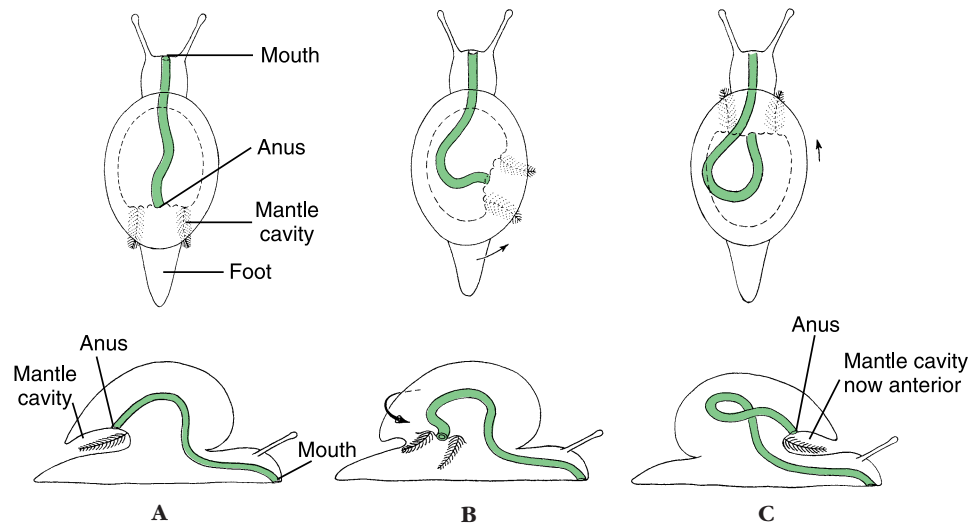 Mouth
Anus
Mantle
cavity
Foot
Anus
Mantle
cavity
Mouth
Anus
Mantle cavity
now anterior
A
B
C